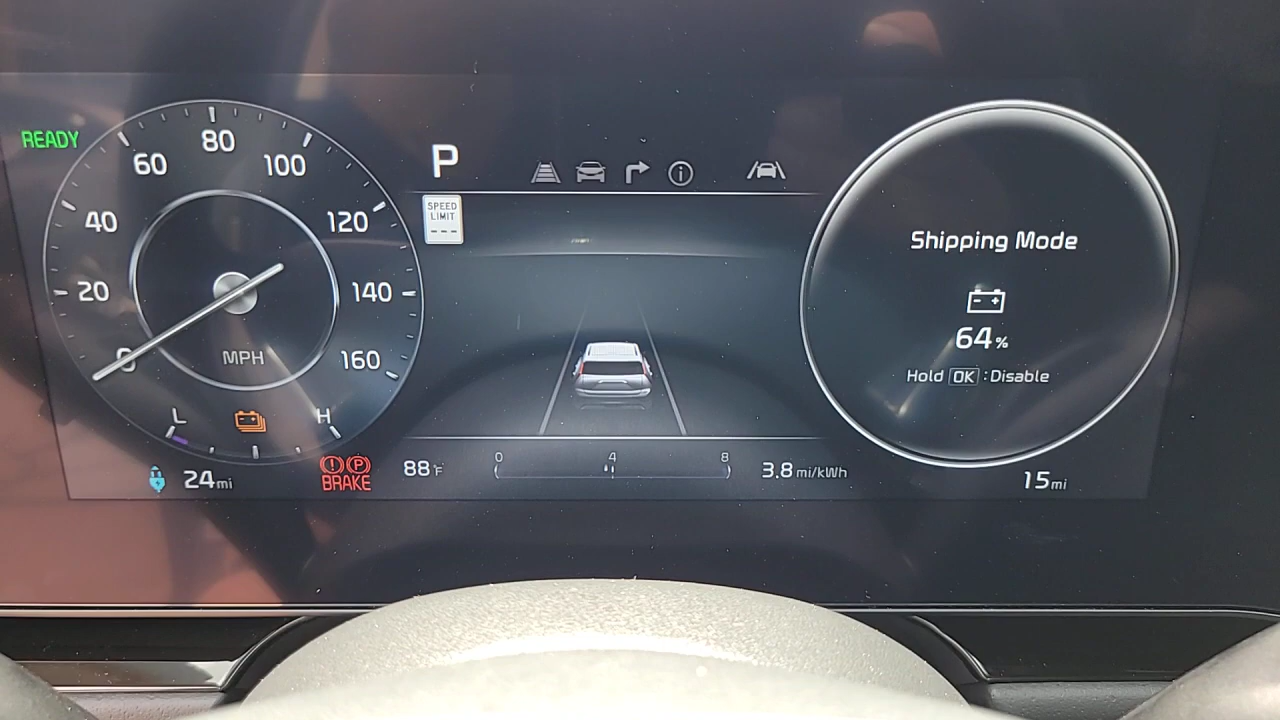 READY
80
60
100
40
120
20
140
0
160
MPH
L
H
24mi
BRAKE
P
SPEED
LIMIT
---
88°F
0 4 8
3.8 mi/kWh
Shipping Mode
64%
Hold OK :Disable
15mi